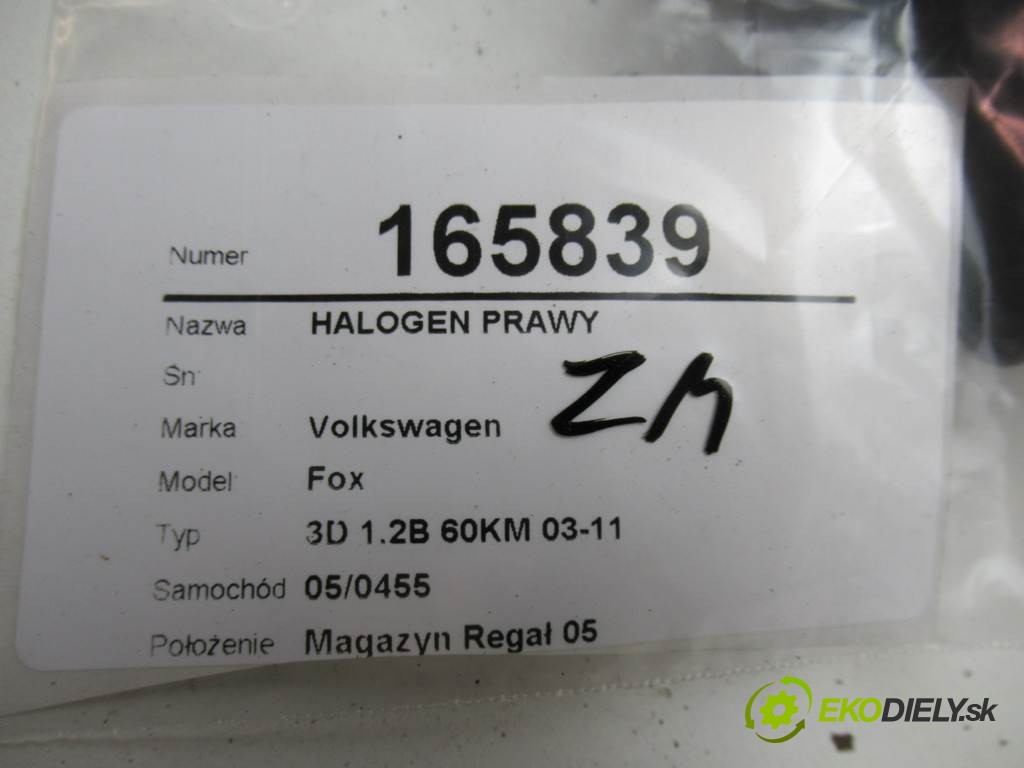 Numer 165839
Nazwa HALOGEN PRAWY
Sn
ZM
Marka Volkswagen
Model Fox
Typ 3D 1.2B 60KM 03-11
Samochód 05/0455
Położenie Magazyn Regał 05
EKODIELY.sk